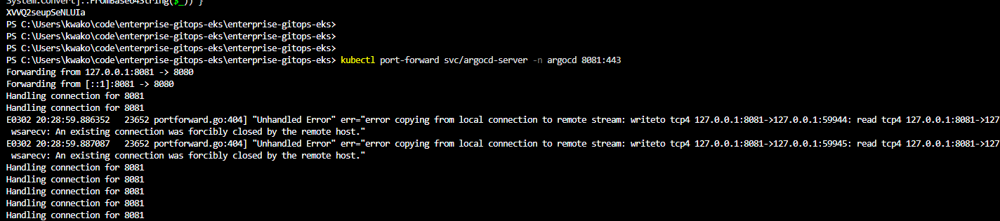 System.Convert]::FromBase64String($_)) }
XVVQ2seupSeNLUIa
PS C:\Users\kwako\code\enterprise-gitops-eks\enterprise-gitops-eks>
PS C:\Users\kwako\code\enterprise-gitops-eks\enterprise-gitops-eks>
PS C:\Users\kwako\code\enterprise-gitops-eks\enterprise-gitops-eks>
PS C:\Users\kwako\code\enterprise-gitops-eks\enterprise-gitops-eks> kubectl port-forward svc/argocd-server -n argocd 8081:443
Forwarding from 127.0.0.1:8081 -> 8080
Forwarding from [::1]:8081 -> 8080
Handling connection for 8081
Handling connection for 8081
E0302 20:28:59.886352   23652 portforward.go:404] "Unhandled Error" err="error copying from local connection to remote stream: writeto tcp4 127.0.0.1:8081->127.0.0.1:59944: read tcp4 127.0.0.1:8081->127
 wsarecv: An existing connection was forcibly closed by the remote host."
E0302 20:28:59.887087   23652 portforward.go:404] "Unhandled Error" err="error copying from local connection to remote stream: writeto tcp4 127.0.0.1:8081->127.0.0.1:59945: read tcp4 127.0.0.1:8081->127
 wsarecv: An existing connection was forcibly closed by the remote host."
Handling connection for 8081
Handling connection for 8081
Handling connection for 8081
Handling connection for 8081
Handling connection for 8081